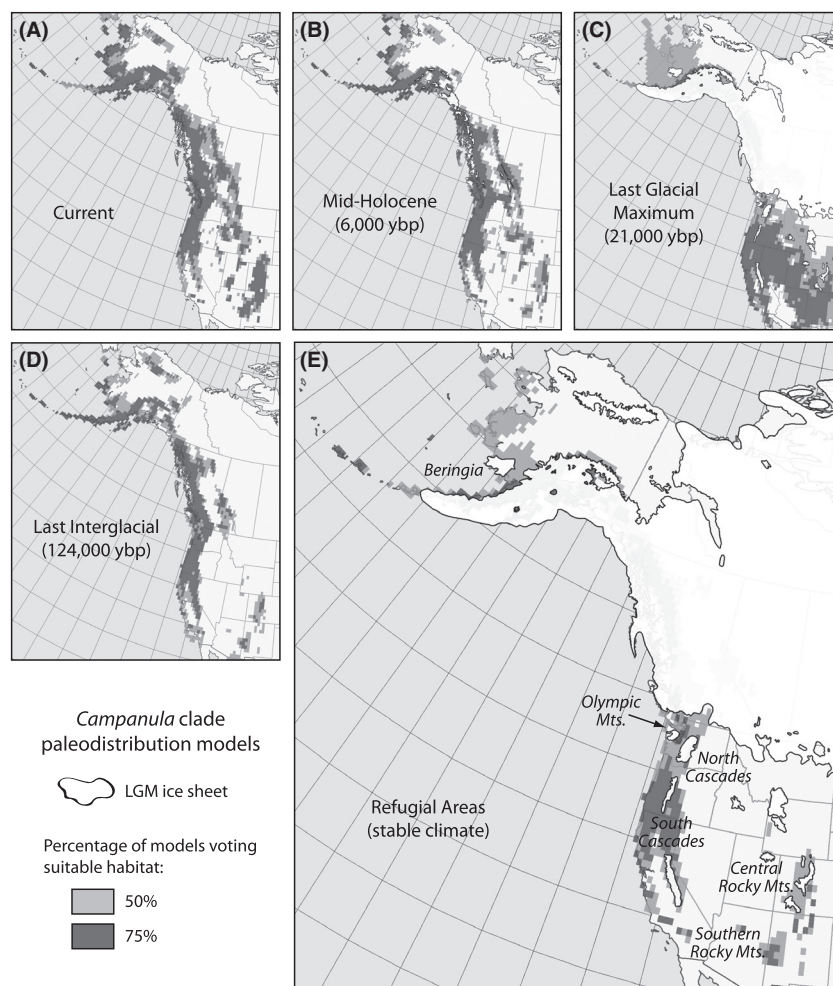 (A)
Current
(B)
Mid-Holocene
(6,000 ybp)
(C)
Last Glacial
Maximum
(21,000 ybp)
(D)
Last Interglacial
(124,000 ybp)
(E)
Beringia
Olympic
Mts.
North
Cascades
Refugial Areas
(stable climate)
South
Cascades
Central
Rocky Mts.
Southern
Rocky Mts.
Campanula clade
paleodistribution models
LGM ice sheet
Percentage of models voting
suitable habitat:
50%
75%